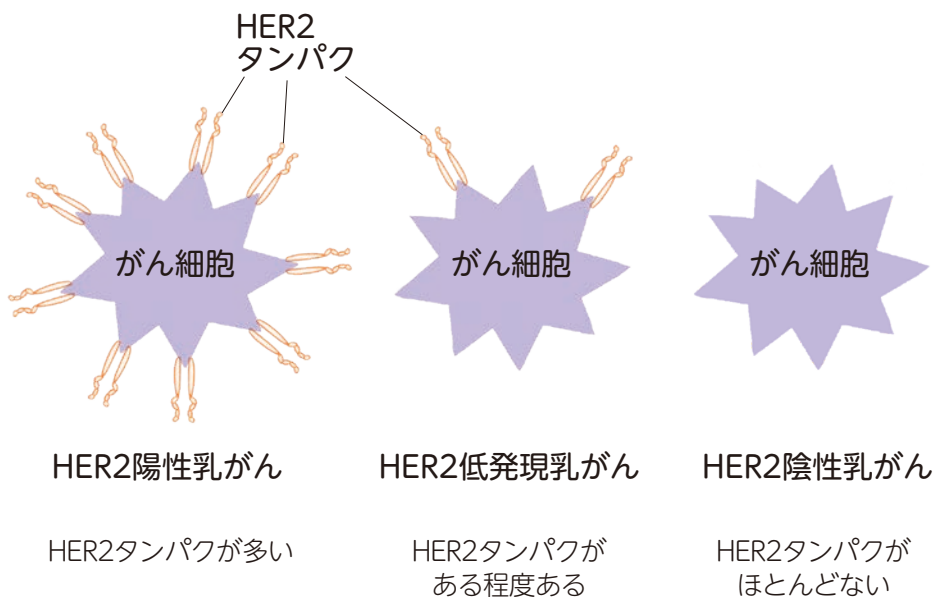 HER2
タンパク
がん細胞
がん細胞
がん細胞
HER2陽性乳がん
HER2低発現乳がん
HER2陰性乳がん
HER2タンパクが多い
HER2タンパクが
ある程度ある
HER2タンパクが
ほとんどない